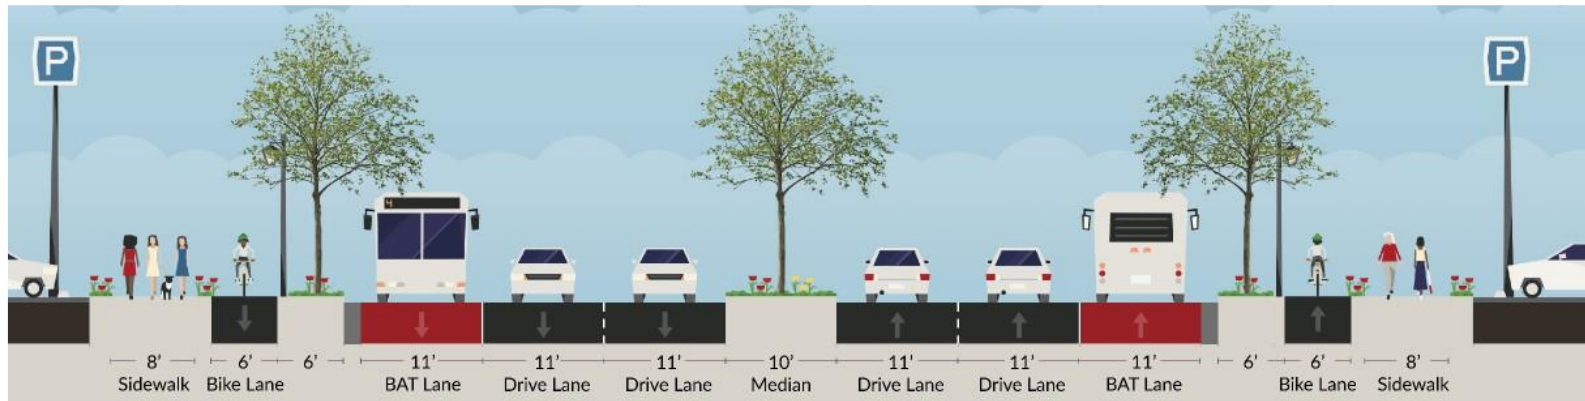 P
P
4
8' 6' 6' 11' 11' 11' 10' 11' 11' 11' 6' 6' 8'
Sidewalk Bike Lane BAT Lane Drive Lane Drive Lane Median Drive Lane Drive Lane BAT Lane Bike Lane Sidewalk